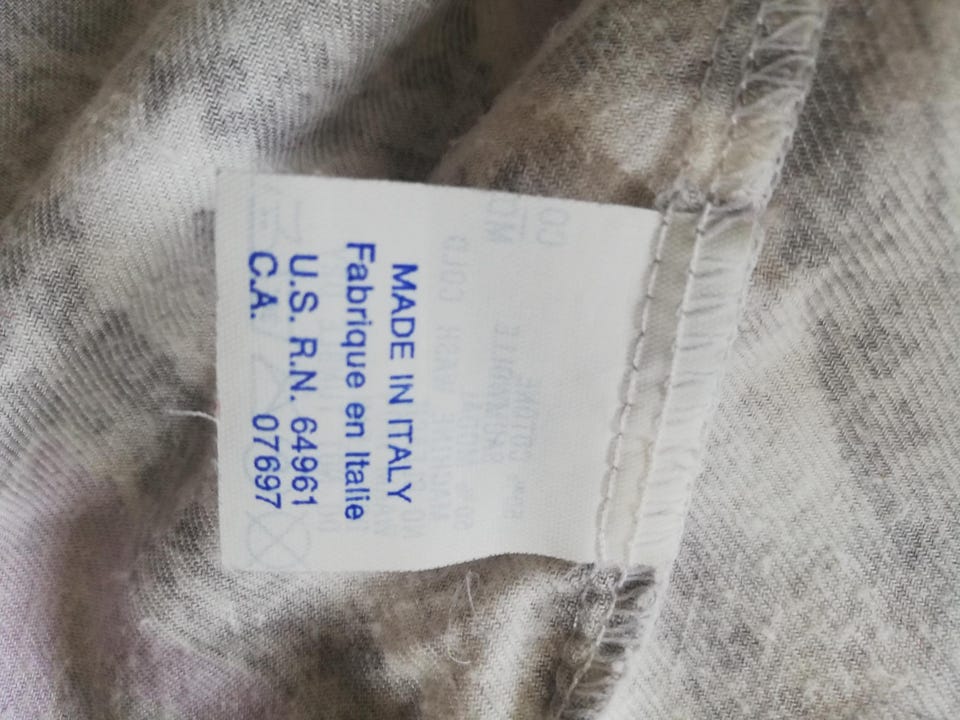 MADE IN ITALY
Fabrique en Italie
U.S. R.N. 64961
C.A. 07697